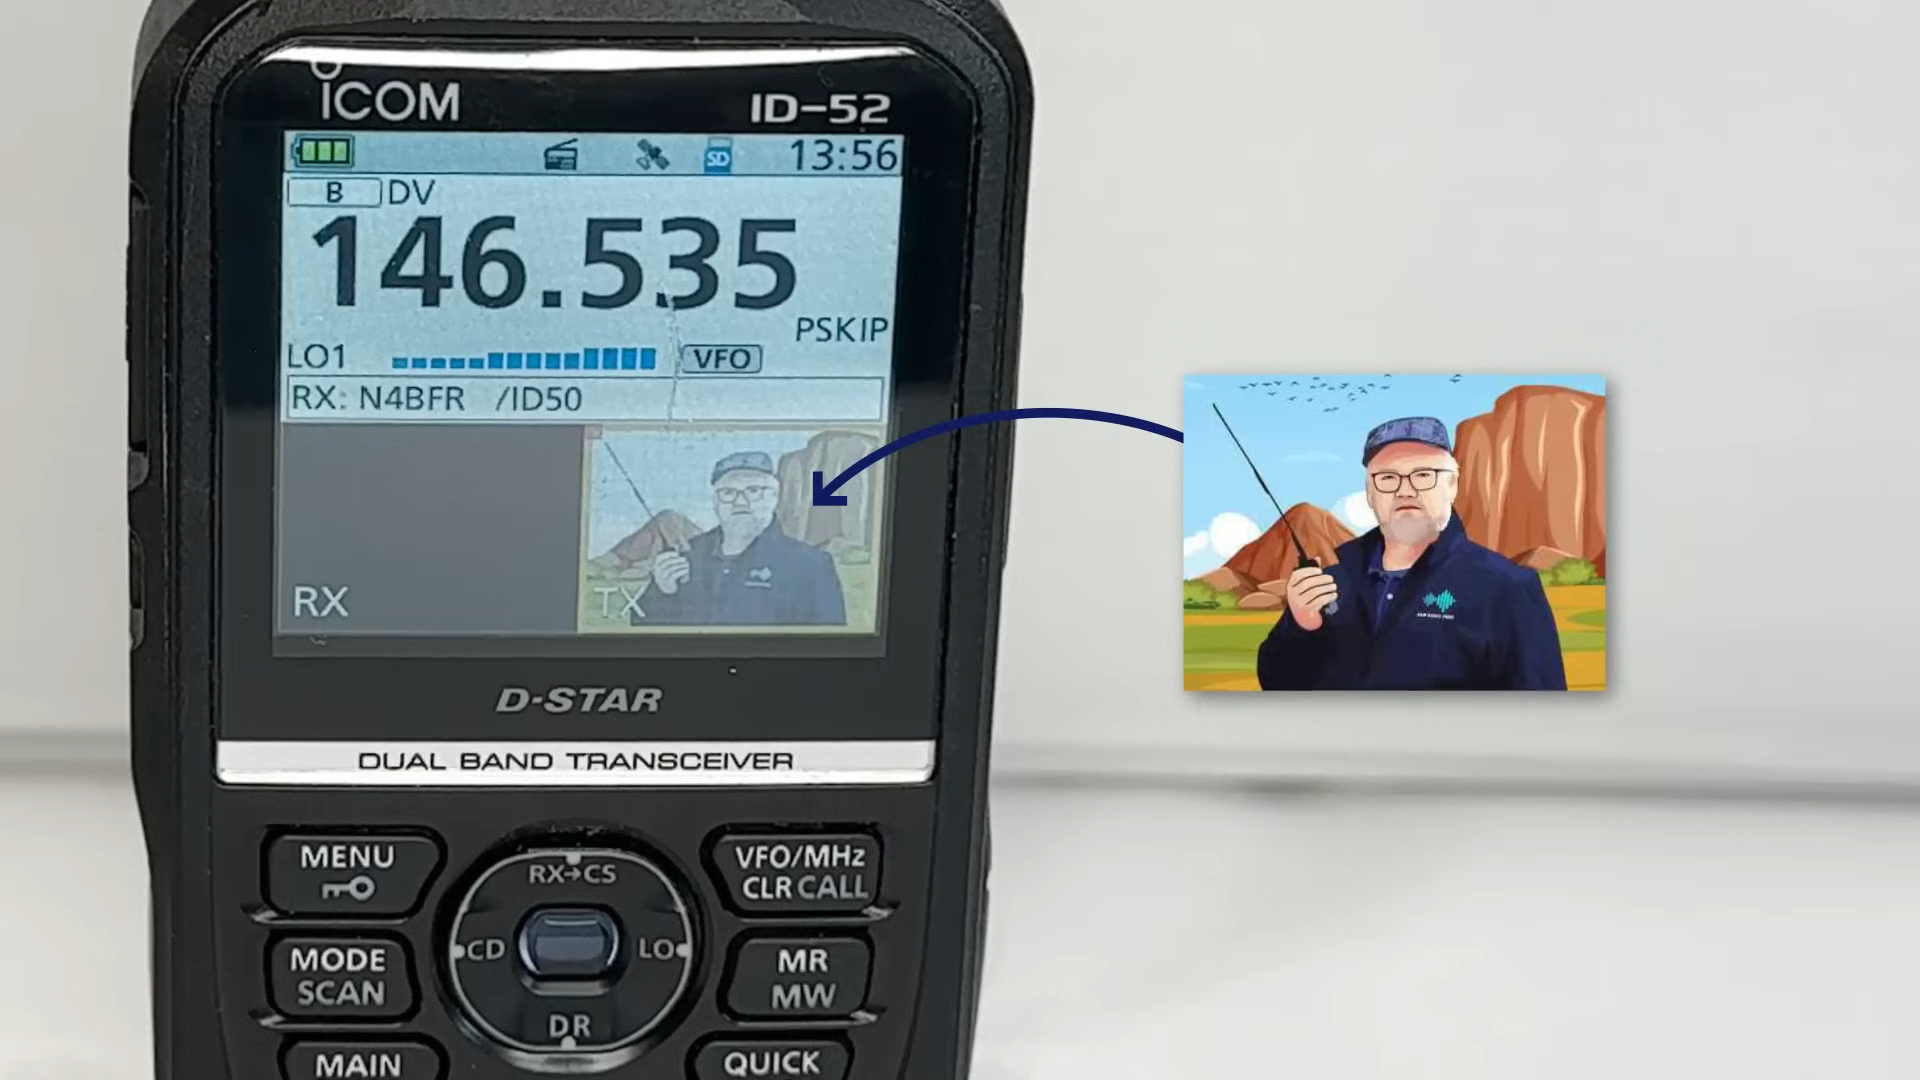 ICOM ID-52
SD 13:56
B DV
146.535
PSKIP
LO1 VFO
RX: N4BFR /ID50
RX TX
D-STAR
DUAL BAND TRANSCEIVER
MENU RX→CS VFO/MHz
CLR CALL
CD LO
MODE MR
SCAN MW
DR
MAIN QUICK